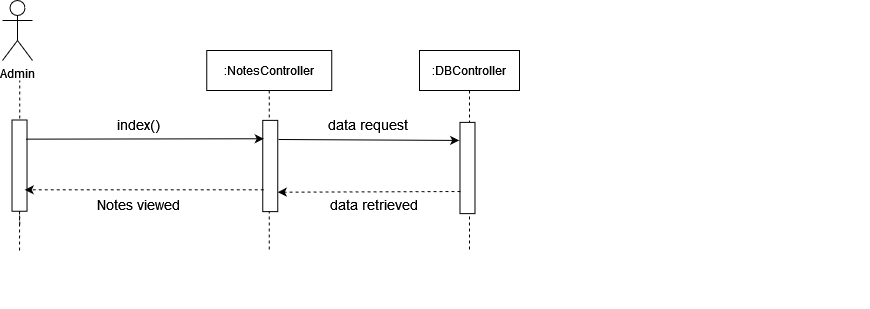 Admin
:NotesController
:DBController
index()
data request
Notes viewed
data retrieved